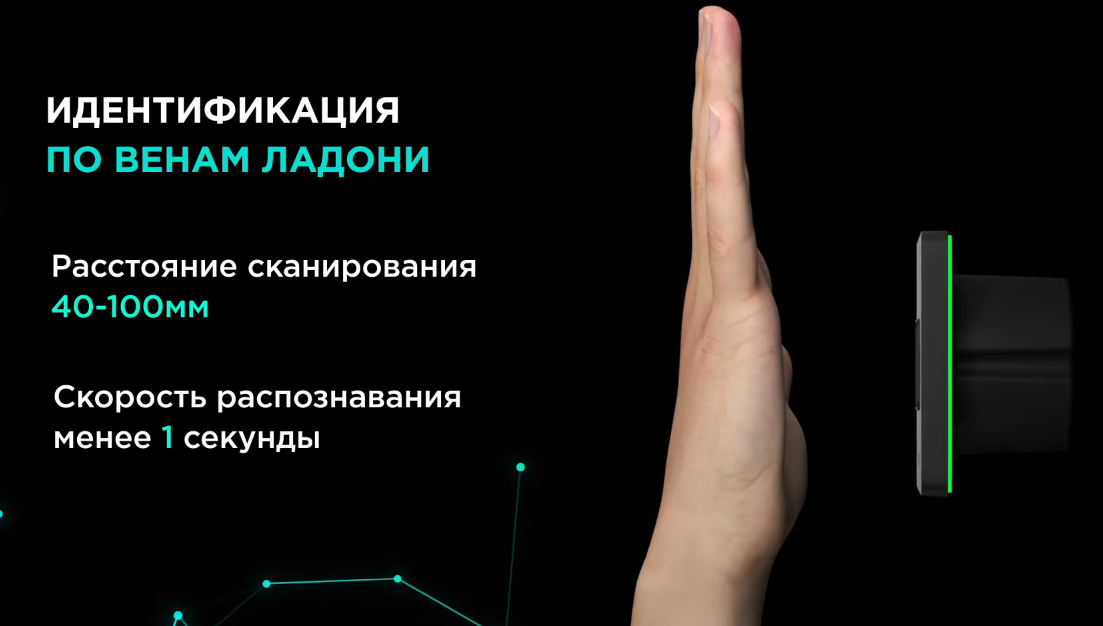 ИДЕНТИФИКАЦИЯ
ПО ВЕНАМ ЛАДОНИ
Расстояние сканирования
40-100мм
Скорость распознавания
менее 1 секунды